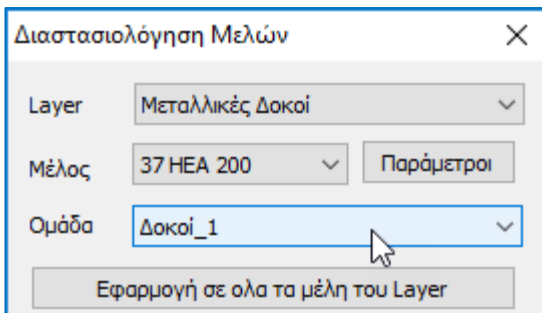 Διαστασιολόγηση Μελών
Layer Μεταλλικές Δοκοί
Μέλος 37 HEA 200 Παράμετροι
Ομάδα Δοκοί_1
Εφαρμογή σε ολα τα μέλη του Layer